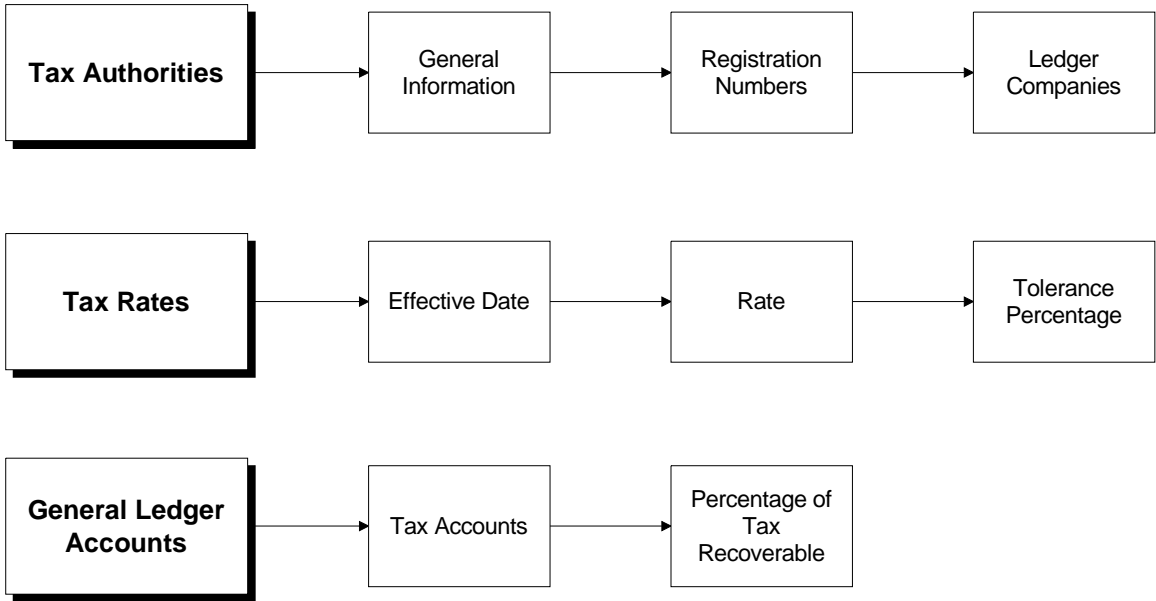 Tax Authorities
General
Information
Registration
Numbers
Ledger
Companies
Tax Rates
Effective Date
Rate
Tolerance
Percentage
General Ledger
Accounts
Tax Accounts
Percentage of
Tax
Recoverable